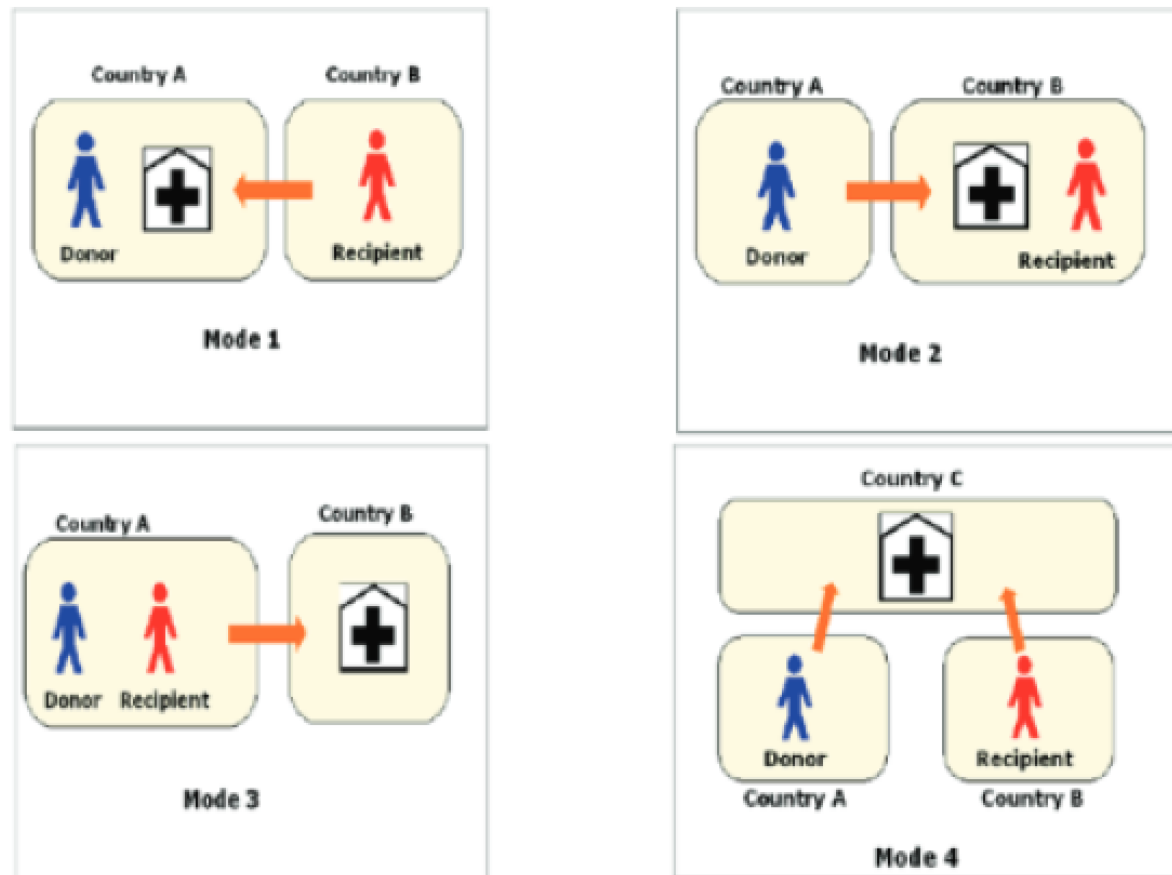 Country A
Country B
Donor
Recipient
Mode 1
Country A
Country B
Donor
Recipient
Mode 2
Country A
Country B
Donor
Recipient
Mode 3
Country C
Donor
Recipient
Country A
Country B
Mode 4